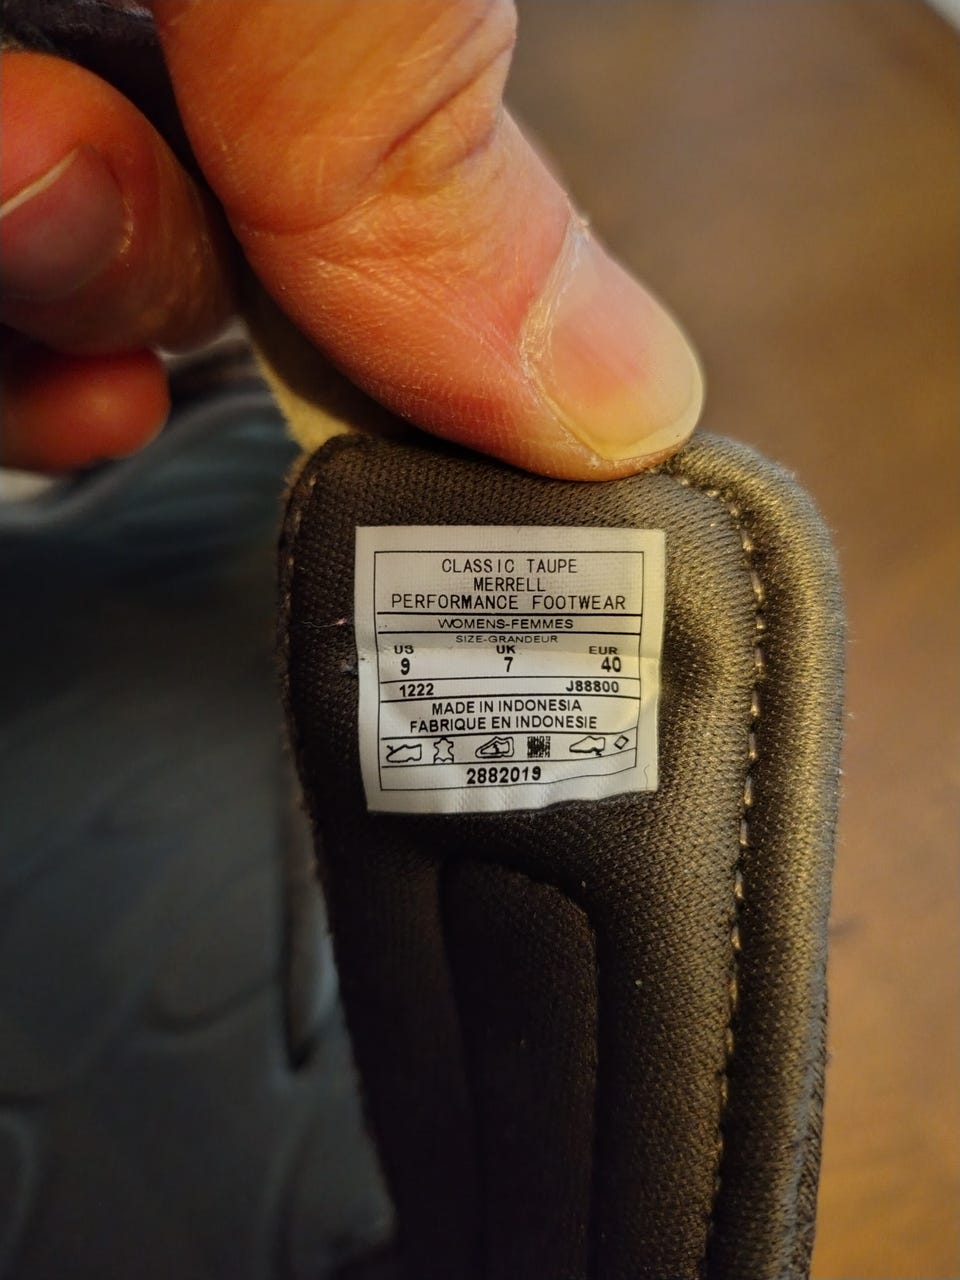 CLASSIC TAUPE
MERRELL
PERFORMANCE FOOTWEAR
WOMENS-FEMMES
SIZE-GRANDEUR
US UK EUR
9 7 40
1222 J88800
MADE IN INDONESIA
FABRIQUE EN INDONESIE
2882019